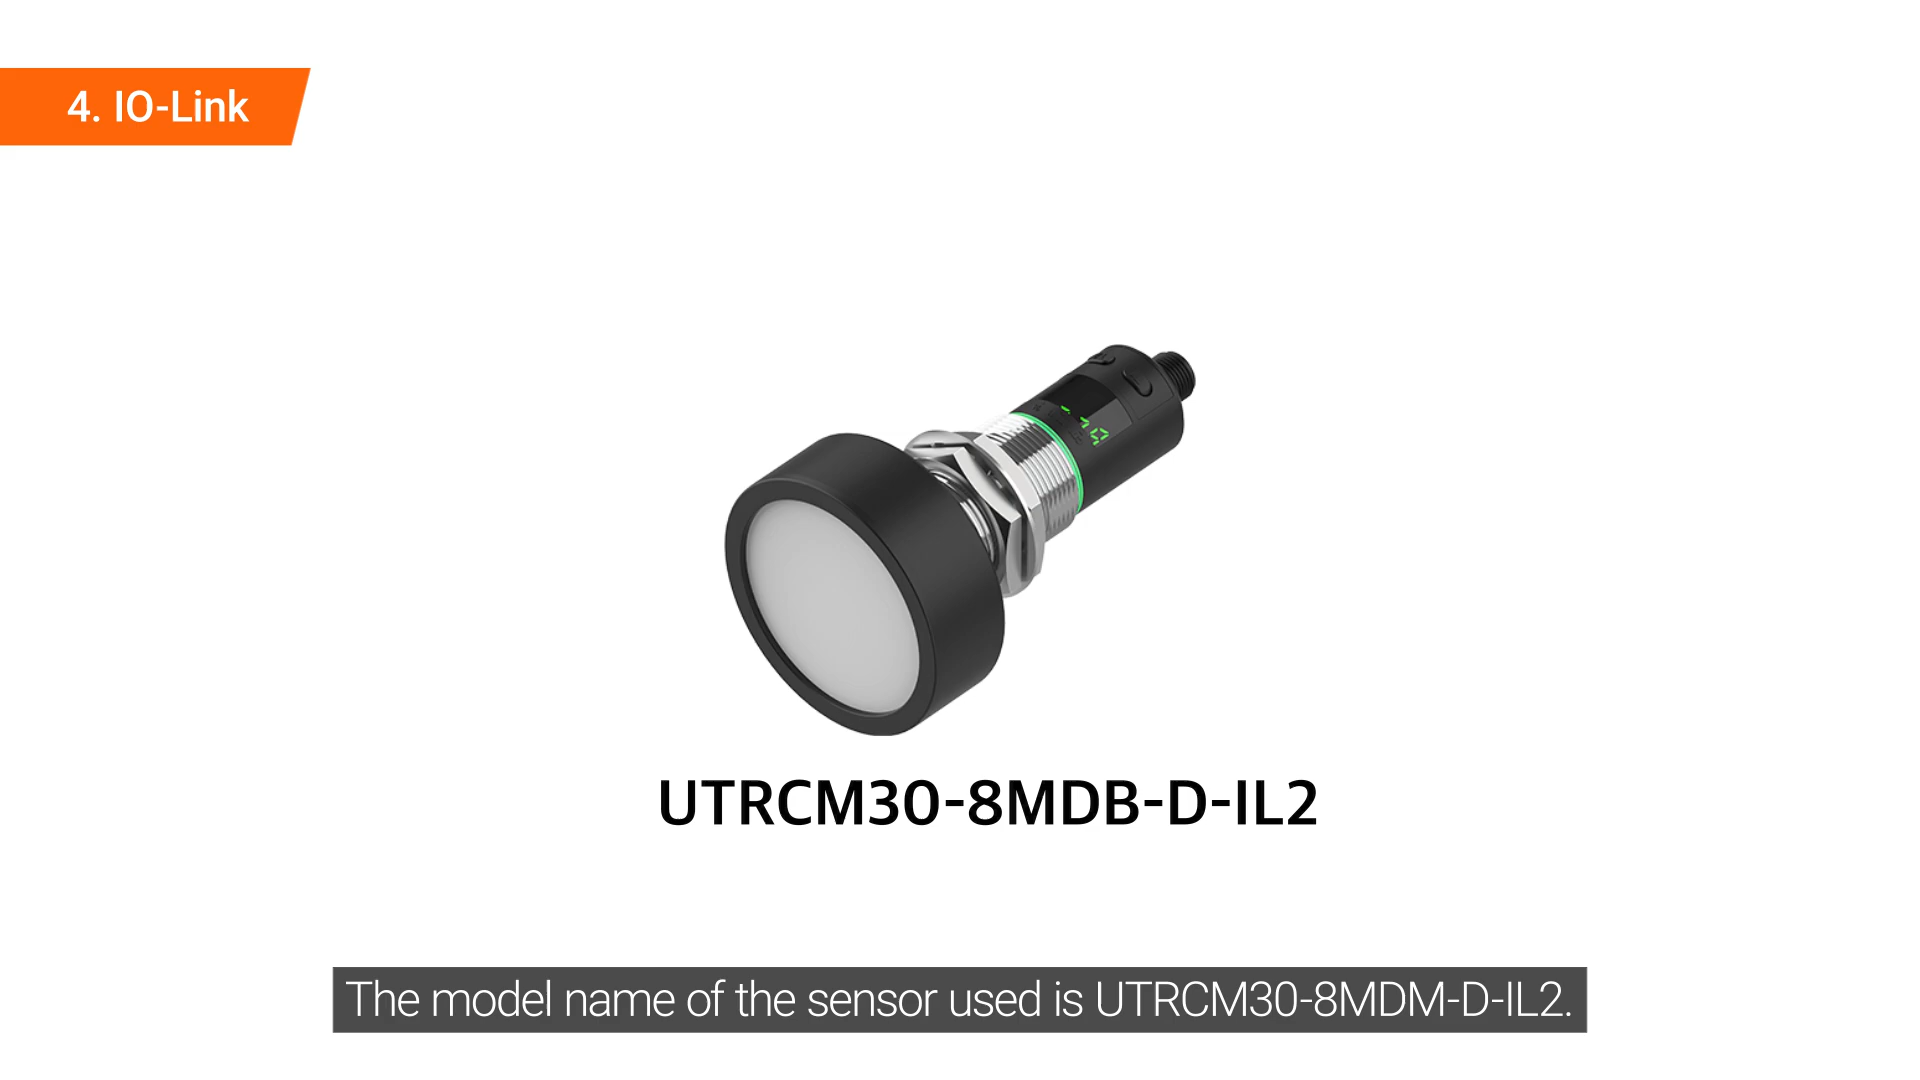 4. IO-Link
UTRCM30-8MDB-D-IL2
The model name of the sensor used is UTRCM30-8MDM-D-IL2.